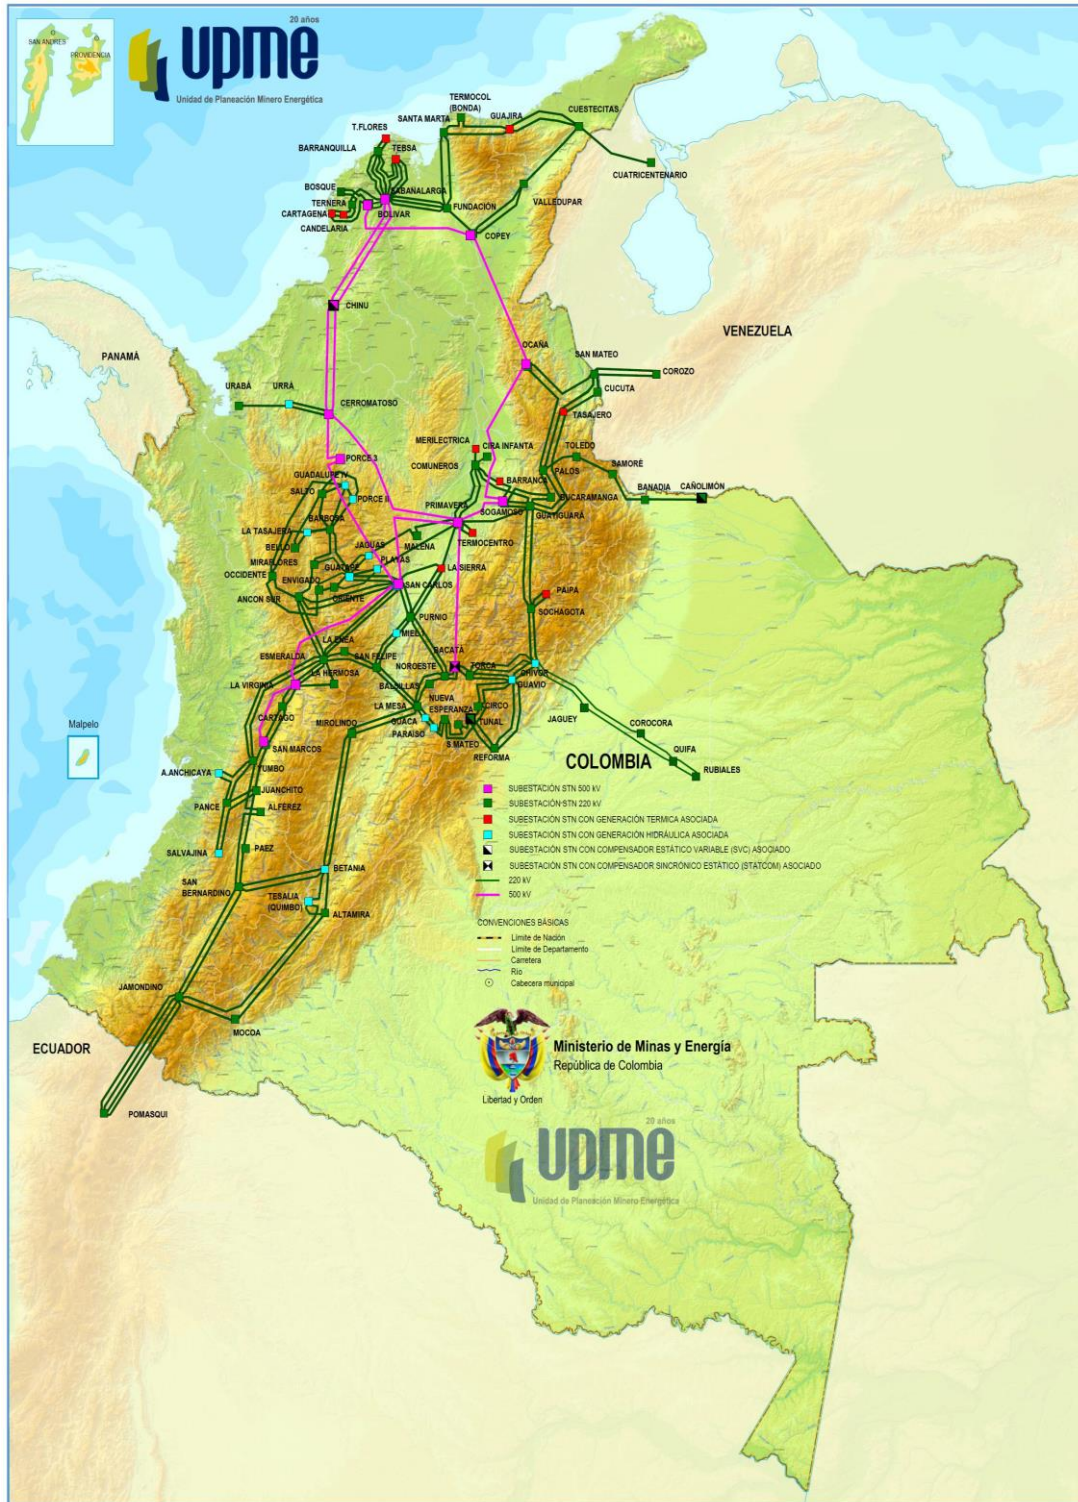 20 años
upme
Unidad de Planeación Minero Energética
SAN ANDRES
PROVIDENCIA
TERMOCOL
(BONDA)
SANTA MARTA
GUAJIRA
CUESTECITAS
T.FLORES
BARRANQUILLA
TEBSA
CUATRICENTENARIO
BOSQUE
SABANALARGA
TERNERA
VALLEDUPAR
CARTAGENA
BOLIVAR
FUNDACIÓN
CANDELARIA
COPEY
CHINU
VENEZUELA
PANAMÁ
OCAÑA
SAN MATEO
COROZO
CUCUTA
URABÁ
URRÁ
CERROMATOSO
TASAJERO
MERILECTRICA
CIRA INFANTA
TOLEDO
PORCE 3
COMUNEROS
SAMORÉ
GUADALUPE IV
BARRANCA
PALOS
BANADIA
CAÑOLIMÓN
SALTO
PORCE II
BUCARAMANGA
PRIMAVERA
SOGAMOSO
GUATIGUARÁ
BARBOSA
LA TASAJERA
JAGUAS
MALENA
TERMOCENTRO
BELLO
MIRAFLORES
PLAYAS
GUATAPE
LA SIERRA
OCCIDENTE
ENVIGADO
SAN CARLOS
ANCON SUR
ORIENTE
PAIPA
SOCHAGOTA
PURNIO
LA ENEA
MIEL I
ESMERALDA
SAN FELIPE
BACATÁ
NOROESTE
TORCA
CHIVOR
LA HERMOSA
GUAVIO
LA VIRGINIA
BALSILLAS
NUEVA
ESPERANZA
CARTAGO
MIROLINDO
LA MESA
CIRCO
JAGUEY
GUACA
TUNAL
PARAISO
S.MATEO
COROCORA
Malpelo
SAN MARCOS
REFORMA
QUIFA
COLOMBIA
RUBIALES
YUMBO
A.ANCHICAYA
JUANCHITO
SUBESTACIÓN STN 500 kV
PANCE
ALFÉREZ
SUBESTACIÓN STN 220 kV
SUBESTACIÓN STN CON GENERACIÓN TERMICA ASOCIADA
SUBESTACIÓN STN CON GENERACIÓN HIDRÁULICA ASOCIADA
SALVAJINA
PAEZ
SUBESTACIÓN STN CON COMPENSADOR ESTÁTICO VARIABLE (SVC) ASOCIADO
SUBESTACIÓN STN CON COMPENSADOR SINCRÓNICO ESTÁTICO (STATCOM) ASOCIADO
BETANIA
220 kV
SAN
BERNARDINO
500 kV
TESALIA
(QUIMBO)
ALTAMIRA
CONVENCIONES BÁSICAS
Límite de Nación
Límite de Departamento
Carretera
Río
Cabecera municipal
JAMONDINO
MOCOA
ECUADOR
Ministerio de Minas y Energía
República de Colombia
Libertad y Orden
POMASQUI
20 años
upme
Unidad de Planeación Minero Energética